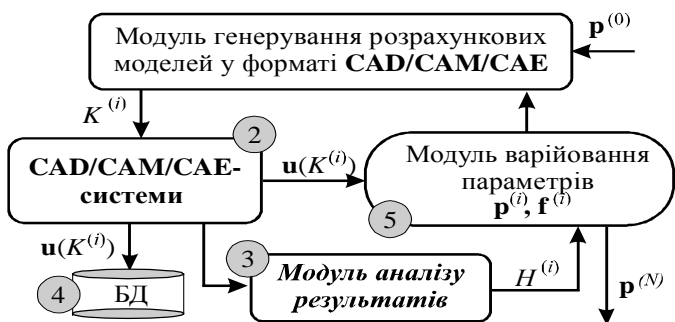 Модуль генерування розрахункових
моделей у форматі CAD/CAM/CAE
p(0)
K(i)
2
CAD/CAM/CAE-
системи
u(K(i))
Модуль варійовання
параметрів
p(i), f(i)
5
u(K(i))
3
Модуль аналізу
результатів
H(i)
p(N)
4
БД